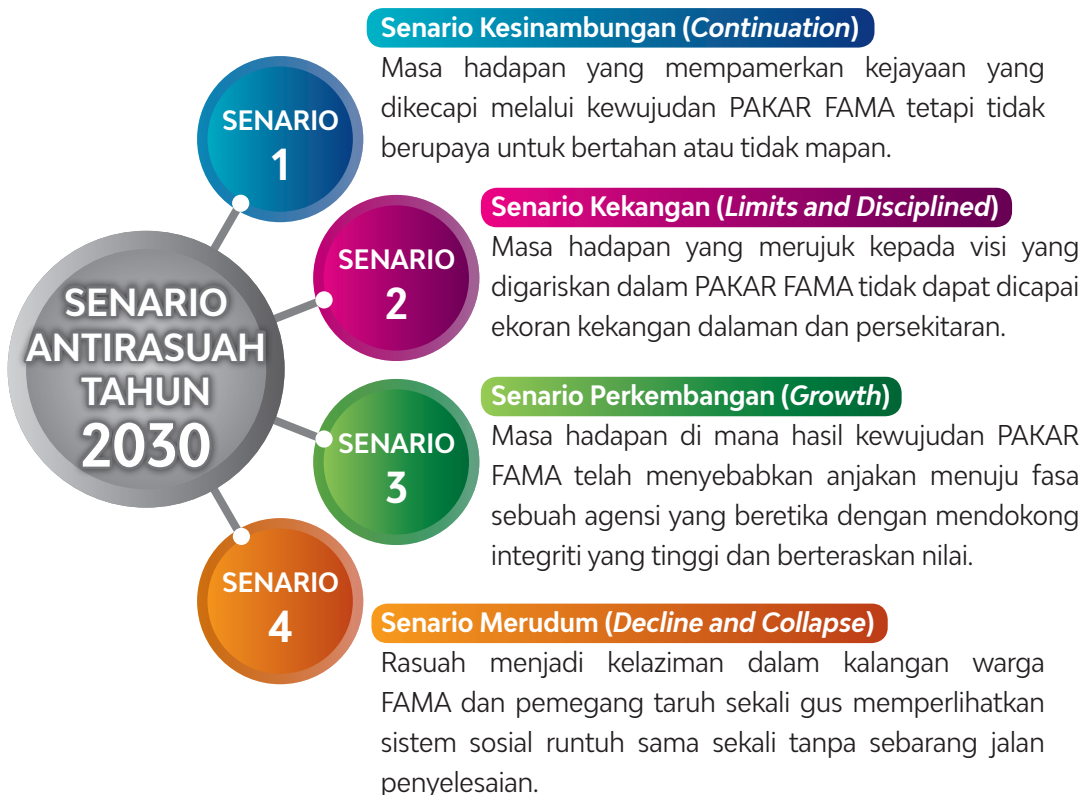 SENARIO
ANTIRASUAH
TAHUN
2030
SENARIO
1
Senario Kesinambungan (Continuation)
Masa hadapan yang mempamerkan kejayaan yang
dikecapi melalui kewujudan PAKAR FAMA tetapi tidak
berupaya untuk bertahan atau tidak mapan.
SENARIO
2
Senario Kekangan (Limits and Disciplined)
Masa hadapan yang merujuk kepada visi yang
digariskan dalam PAKAR FAMA tidak dapat dicapai
ekoran kekangan dalaman dan persekitaran.
SENARIO
3
Senario Perkembangan (Growth)
Masa hadapan di mana hasil kewujudan PAKAR
FAMA telah menyebabkan anjakan menuju fasa
sebuah agensi yang beretika dengan mendokong
integriti yang tinggi dan berteraskan nilai.
SENARIO
4
Senario Merudum (Decline and Collapse)
Rasuah menjadi kelaziman dalam kalangan warga
FAMA dan pemegang taruh sekali gus memperlihatkan
sistem sosial runtuh sama sekali tanpa sebarang jalan
penyelesaian.